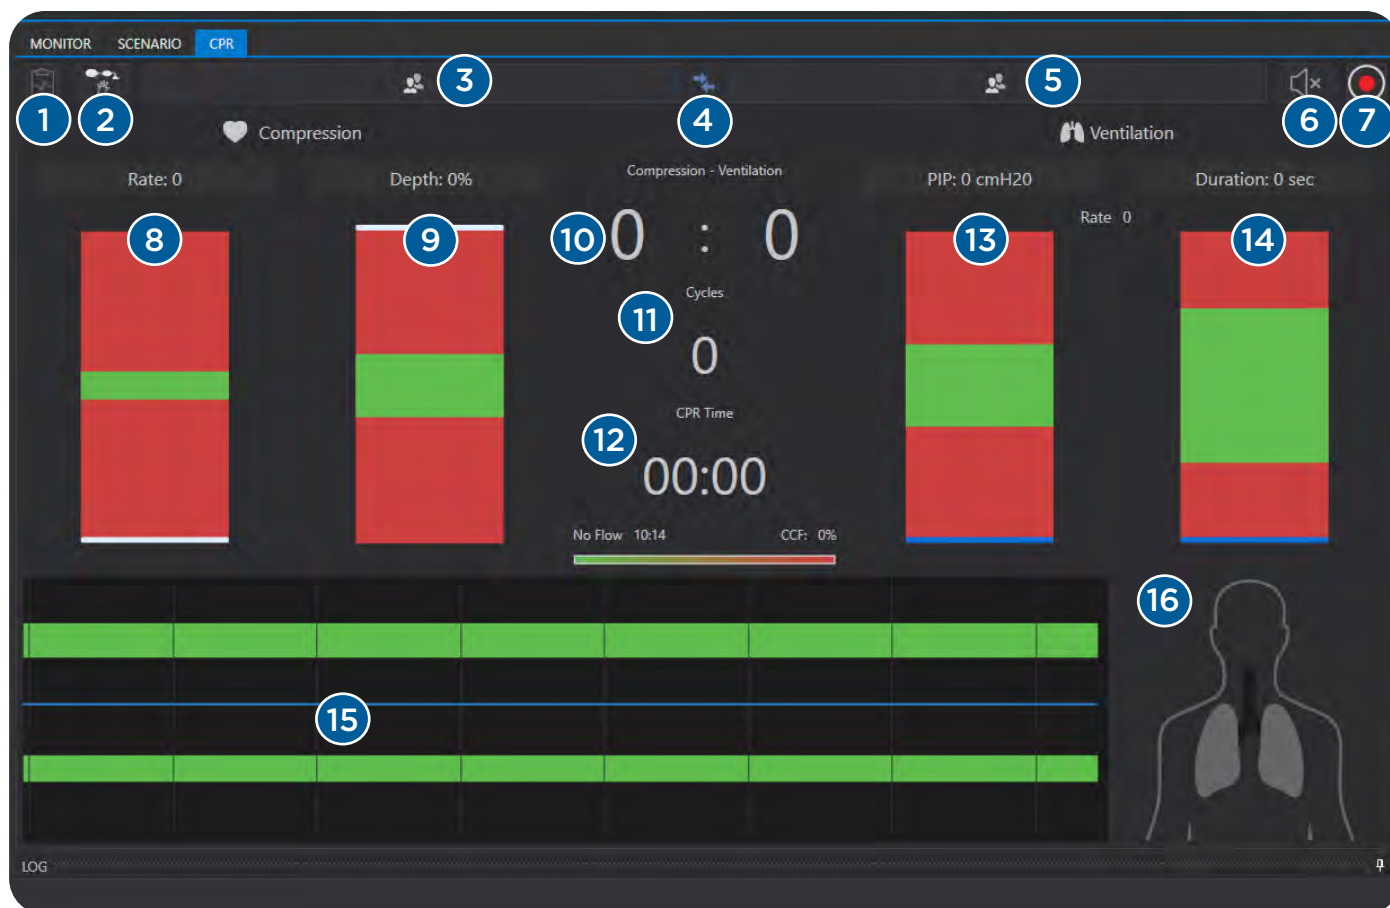 MONITOR SCENARIO CPR
1 2 3 4 5 6 7
Compression
Ventilation
Rate: 0
Depth: 0%
Compression - Ventilation
PIP: 0 cmH20
Duration: 0 sec
Rate 0
8 9 10 0 : 0 13 14
Cycles
11
0
CPR Time
12
00:00
No Flow 10:14 CCF: 0%
15
16
LOG